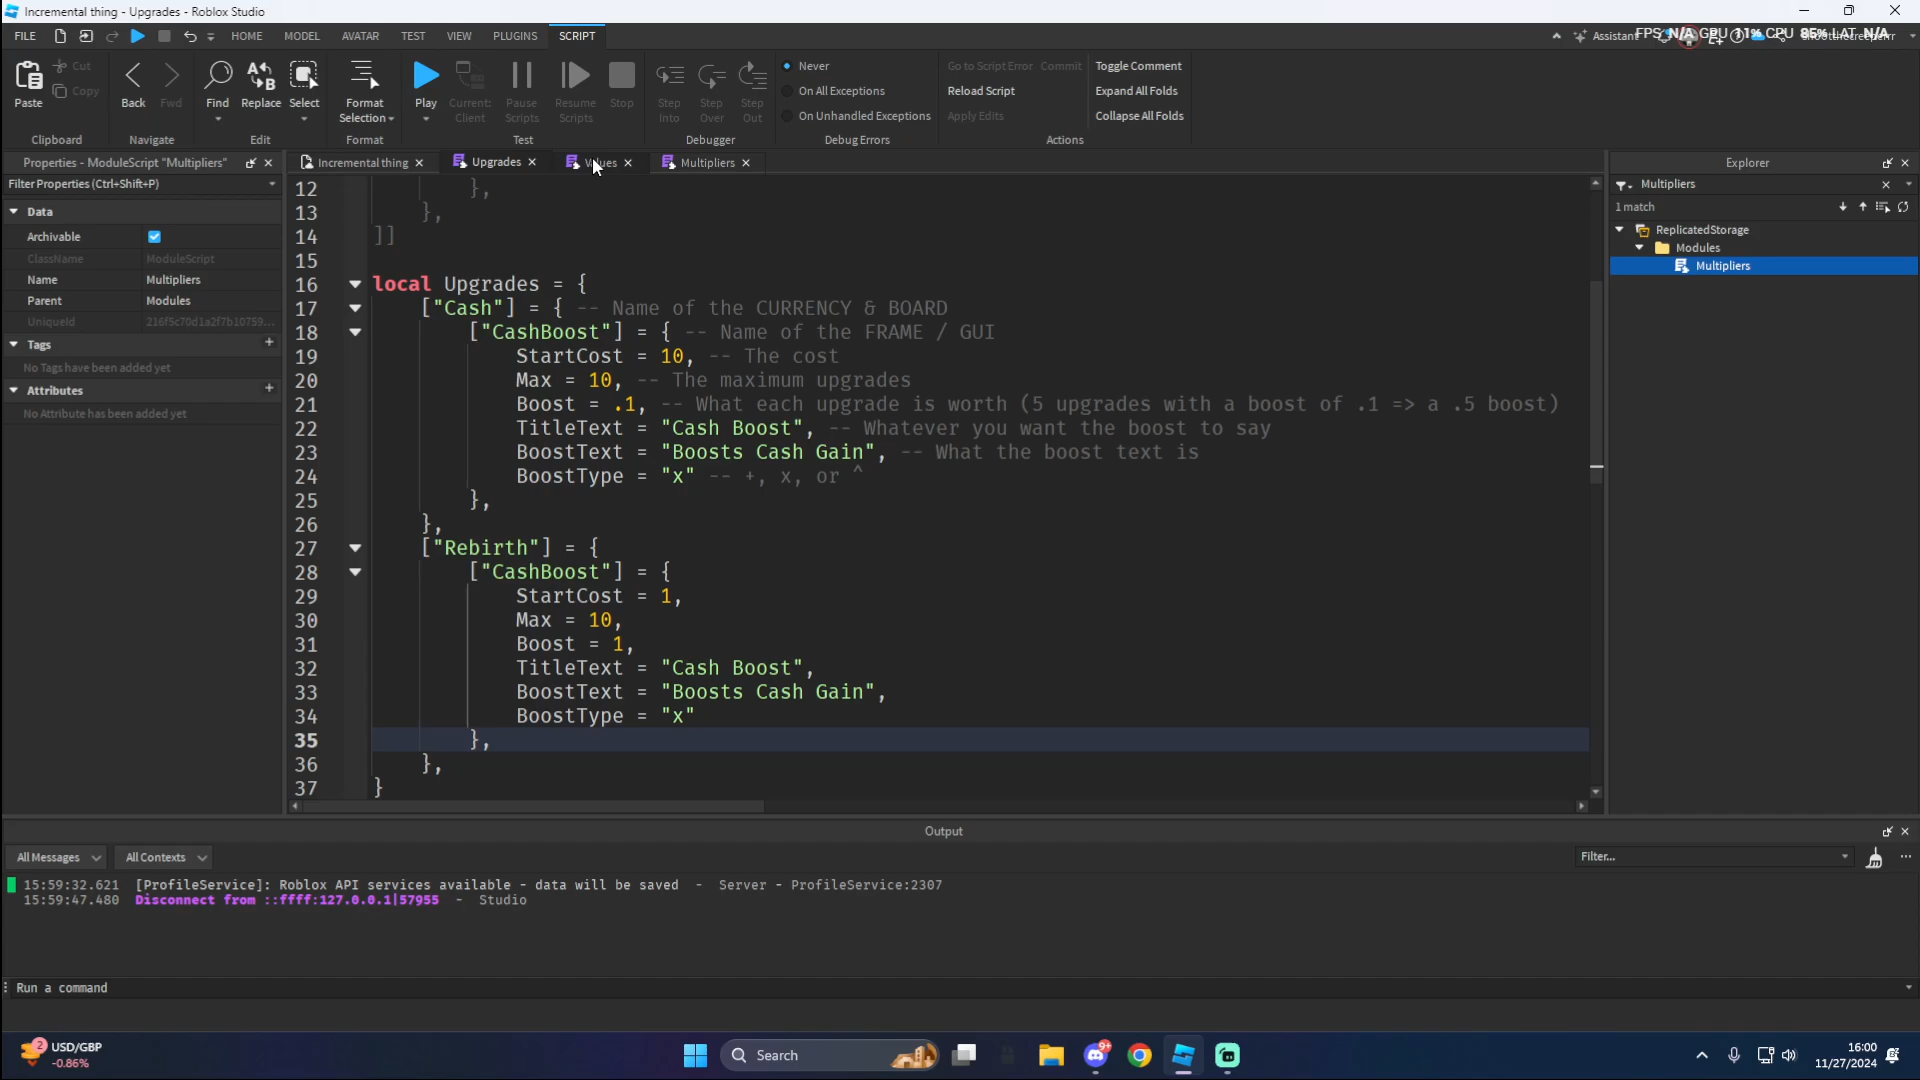 Incremental thing - Upgrades - Roblox Studio
FILE HOME MODEL AVATAR TEST VIEW PLUGINS SCRIPT
Assistant FPS N/A GPU 11% CPU 85% LAT N/A
Paste Cut Copy
Clipboard
Back Fwd
Navigate
Find Replace Select
Edit
Format Selection
Format
Play Current: Client Pause Scripts Resume Scripts Stop
Test
Step Into Step Over Step Out
Debugger
Never
On All Exceptions
On Unhandled Exceptions
Debug Errors
Go to Script Error Commit Toggle Comment
Reload Script Expand All Folds
Apply Edits Collapse All Folds
Actions
Properties - ModuleScript "Multipliers"
Incremental thing Upgrades Multipliers
Explorer
Filter Properties (Ctrl+Shift+P)
Data
Archivable
ClassName ModuleScript
Name Multipliers
Parent Modules
UniqueId 216f5c70d1a2f7b10759...
Tags
No Tags have been added yet
Attributes
No Attribute has been added yet
12 },
13 },
14 ]]
15
16 local Upgrades = {
17 ["Cash"] = { -- Name of the CURRENCY & BOARD
18 ["CashBoost"] = { -- Name of the FRAME / GUI
19 StartCost = 10, -- The cost
20 Max = 10, -- The maximum upgrades
21 Boost = .1, -- What each upgrade is worth (5 upgrades with a boost of .1 => a .5 boost)
22 TitleText = "Cash Boost", -- Whatever you want the boost to say
23 BoostText = "Boosts Cash Gain", -- What the boost text is
24 BoostType = "x" -- +, x, or ^
25 },
26 },
27 ["Rebirth"] = {
28 ["CashBoost"] = {
29 StartCost = 1,
30 Max = 10,
31 Boost = 1,
32 TitleText = "Cash Boost",
33 BoostText = "Boosts Cash Gain",
34 BoostType = "x"
35 },
36 },
37 }
Multipliers
1 match
ReplicatedStorage
Modules
Multipliers
Output
All Messages All Contexts Filter...
15:59:32.621 [ProfileService]: Roblox API services available - data will be saved - Server - ProfileService:2307
15:59:47.480 Disconnect from ::ffff:127.0.0.1|57955 - Studio
Run a command
2 USD/GBP
-0.86%
Search
9+
16:00
11/27/2024